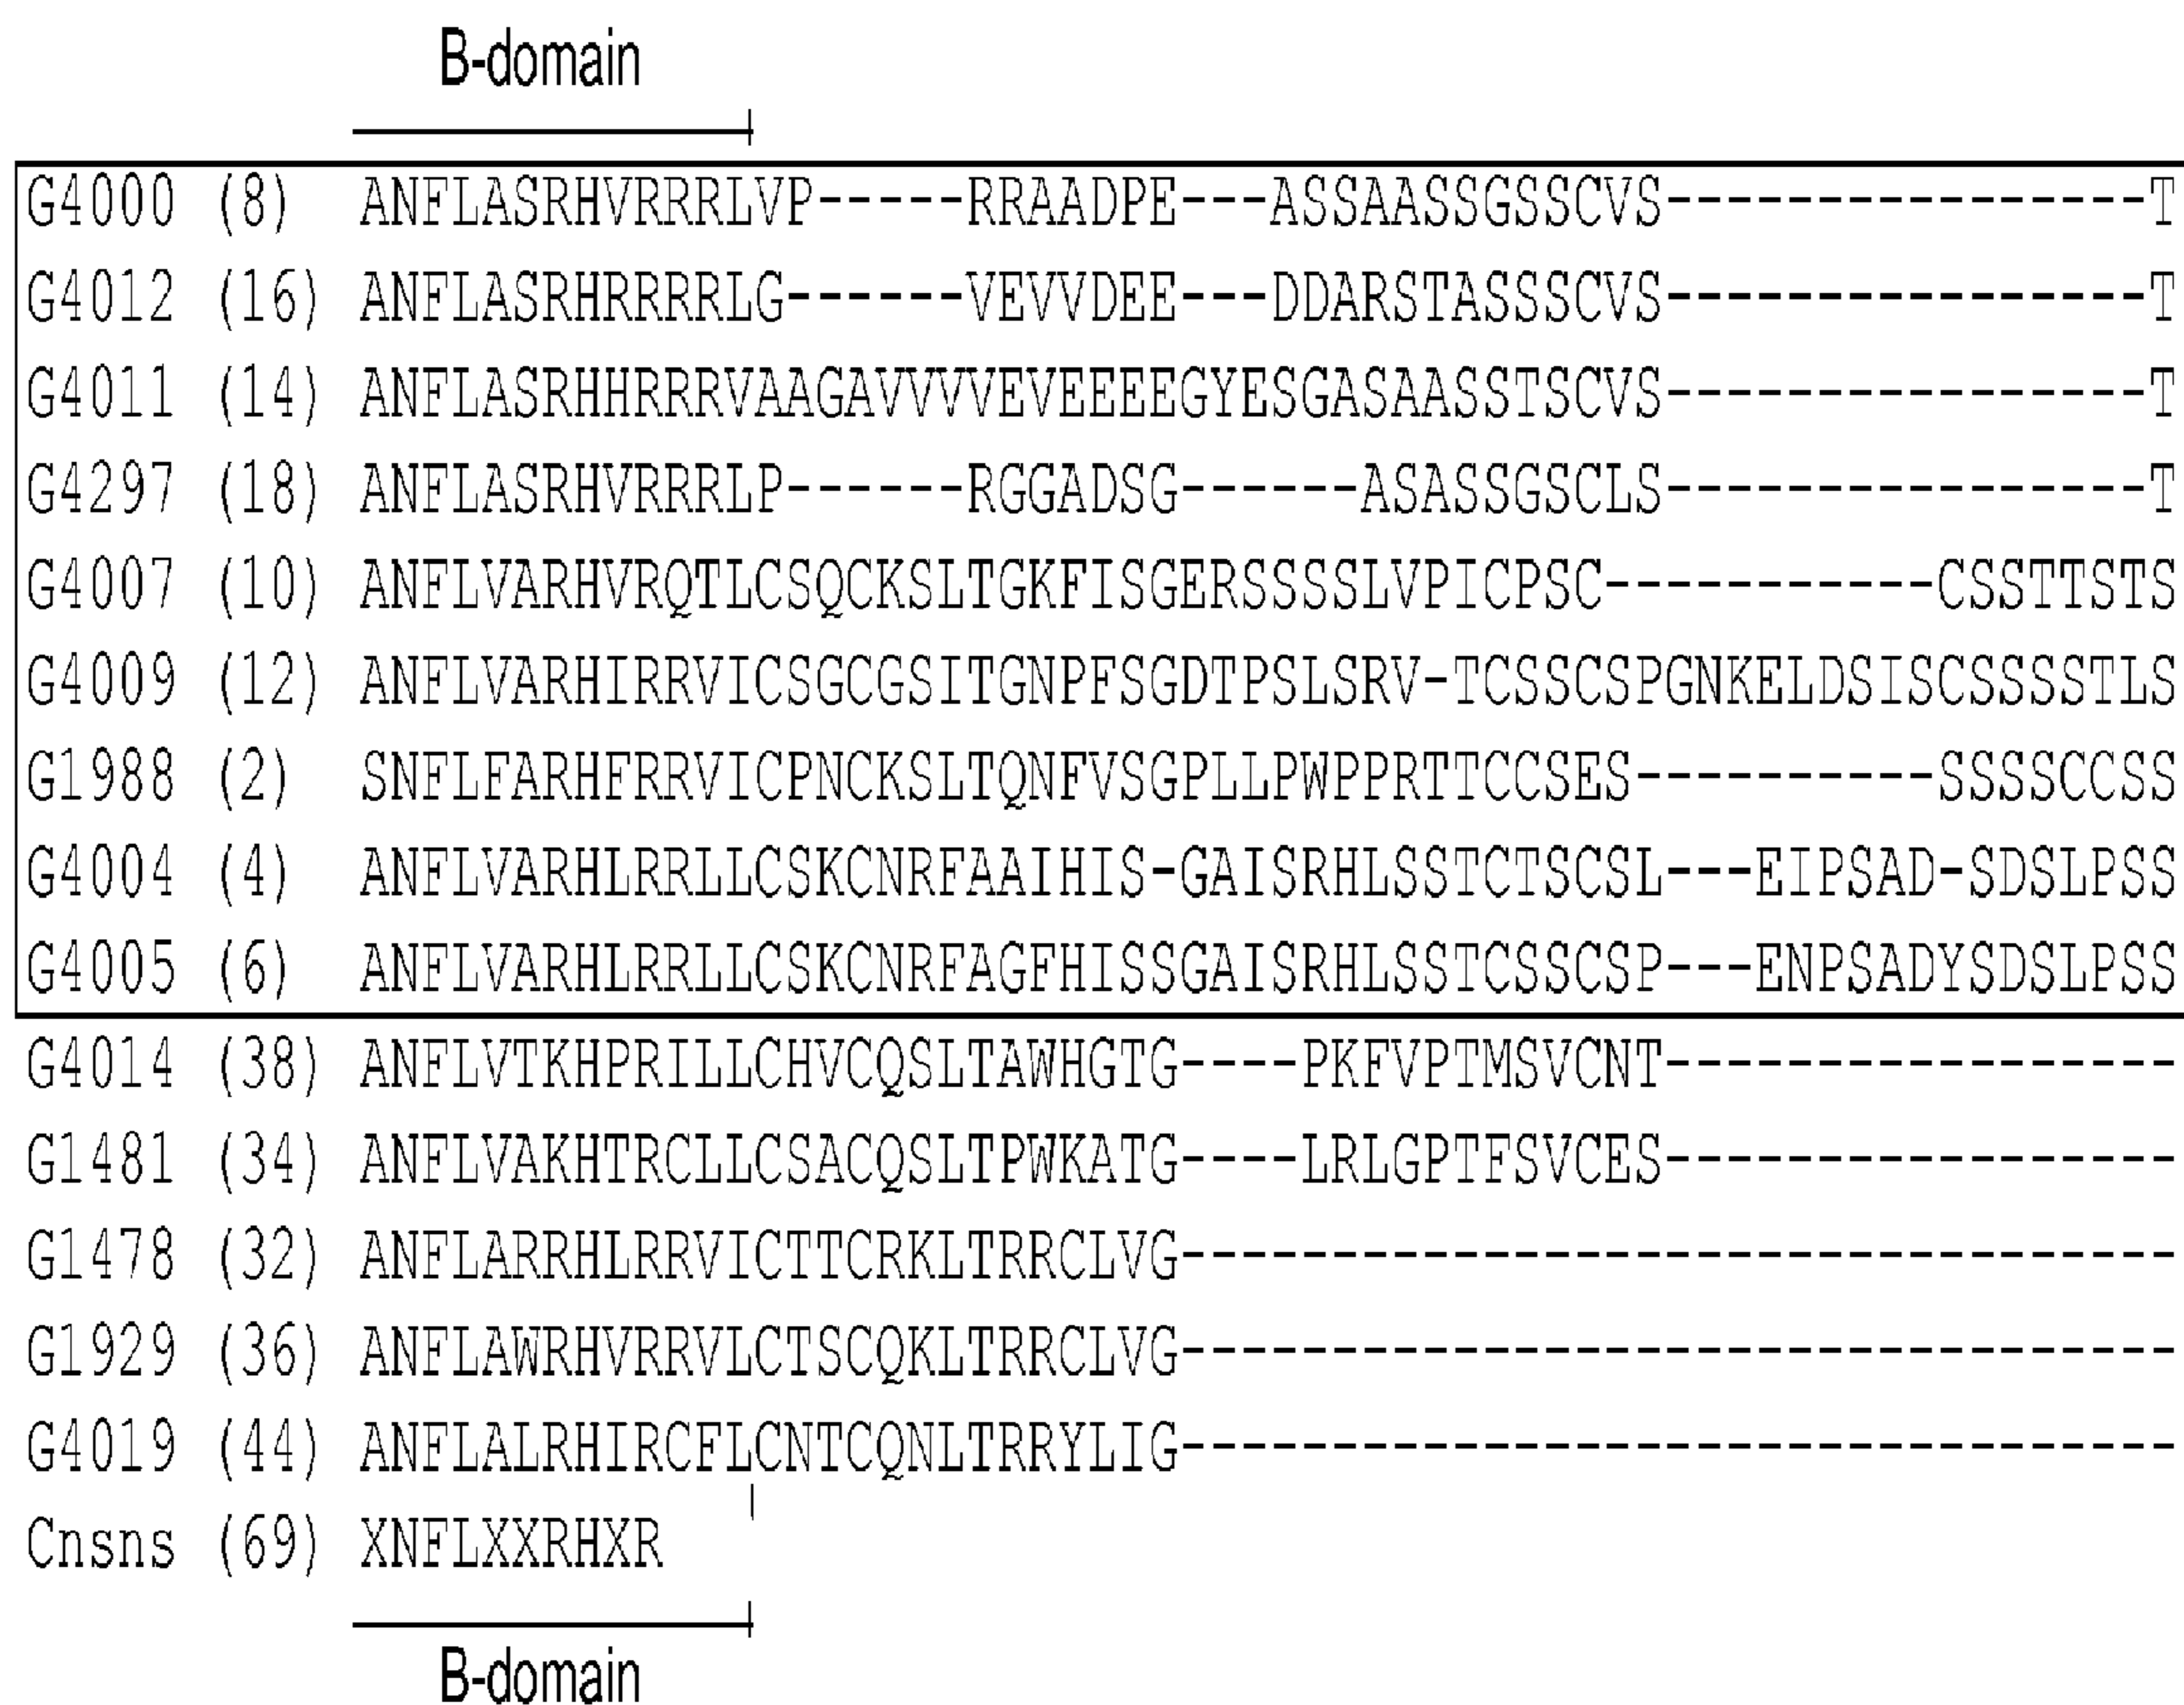 B-domain
G4000 (8) ANFLASRHVRRRLVP-----RRAADPE---ASSAASSGSSCVS----------------T
G4012 (16) ANFLASRHRRRRLG------VEVVDEE---DDARSTASSSCVS----------------T
G4011 (14) ANFLASRHHRRRVAAGAVVVVEVEEEEGYESGASAASSTSCVS----------------T
G4297 (18) ANFLASRHVRRRLP------RGGADSG------ASASSGSCLS----------------T
G4007 (10) ANFLVARHVRQTLCSQCKSLTGKFISGERSSSSLVPICPSC-----------CSSTTSTS
G4009 (12) ANFLVARHIRRVICSGCGSITGNPFSGDTPSLSRV-TCSSCSPGNKELDSISCSSSSTLS
G1988 (2) SNFLFARHFRRVICPNCKSLTQNFVSGPLLPWPPRTTCCSES----------SSSSCCSS
G4004 (4) ANFLVARHLRRLLCSKCNRFAAIHIS-GAISRHLSSTCTSCSL---EIPSAD-SDSLPSS
G4005 (6) ANFLVARHLRRLLCSKCNRFAGFHISSGAISRHLSSTCSSCSP---ENPSADYSDSLPSS
G4014 (38) ANFLVTKHPRILLCHVCQSLTAWHGTG----PKFVPTMSVCNT-----------------
G1481 (34) ANFLVAKHTRCLLCSACQSLTPWKATG----LRLGPTFSVCES-----------------
G1478 (32) ANFLARRHLRRVICTTCRKLTRRCLVG---------------------------------
G1929 (36) ANFLAWRHVRRVLCTSCQKLTRRCLVG---------------------------------
G4019 (44) ANFLALRHIRCFLCNTCQNLTRRYLIG---------------------------------
Cnsns (69) XNFLXXRHXR
B-domain